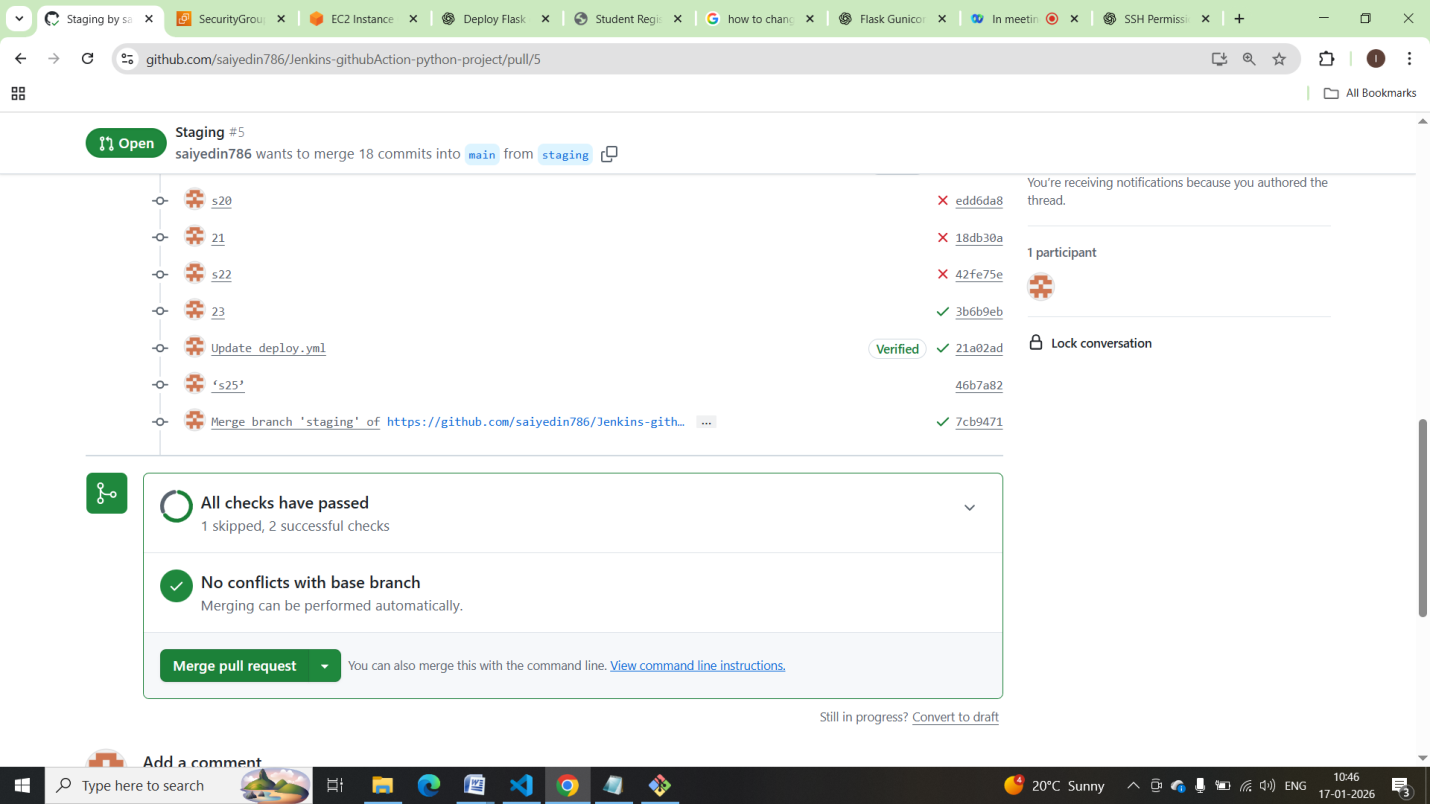 Staging by sa
SecurityGroup
EC2 Instance
Deploy Flask
Student Regis
how to chang
Flask Gunicor
In meetin
SSH Permissi
github.com/saiyedin786/Jenkins-githubAction-python-project/pull/5
I
All Bookmarks
Open
Staging #5
saiyedin786 wants to merge 18 commits into main from staging
You're receiving notifications because you authored the
thread.
s20
edd6da8
21
18db30a
1 participant
s22
42fe75e
23
3b6b9eb
Update deploy.yml
Verified
21a02ad
Lock conversation
‘s25’
46b7a82
Merge branch 'staging' of https://github.com/saiyedin786/Jenkins-gith…
...
7cb9471
All checks have passed
1 skipped, 2 successful checks
No conflicts with base branch
Merging can be performed automatically.
Merge pull request
You can also merge this with the command line. View command line instructions.
Still in progress? Convert to draft
Add a comment
Type here to search
4
20°C Sunny
ENG
10:46
17-01-2026
3